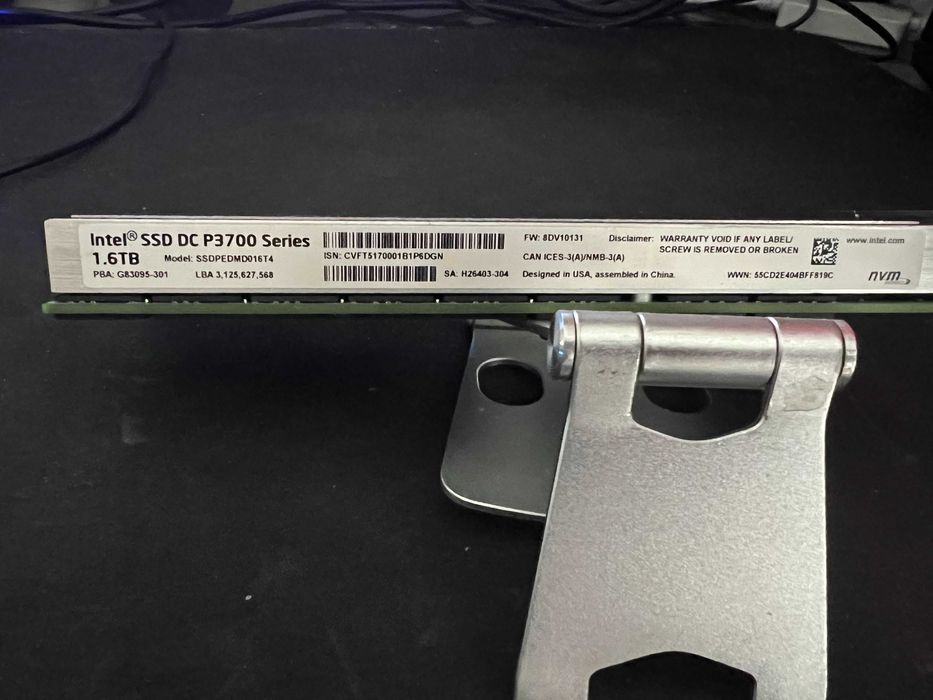 Intel® SSD DC P3700 Series
1.6TB Model: SSDPEDMD016T4
PBA: G83095-301 LBA 3,125,627,568
ISN: CVFT5170001B1P6DGN
SA: H26403-304
FW: 8DV10131
CAN ICES-3(A)/NMB-3(A)
Designed in USA, assembled in China.
Disclaimer: WARRANTY VOID IF ANY LABEL/
SCREW IS REMOVED OR BROKEN
WWN: 55CD2E404BFF819C
www.intel.com
nvm